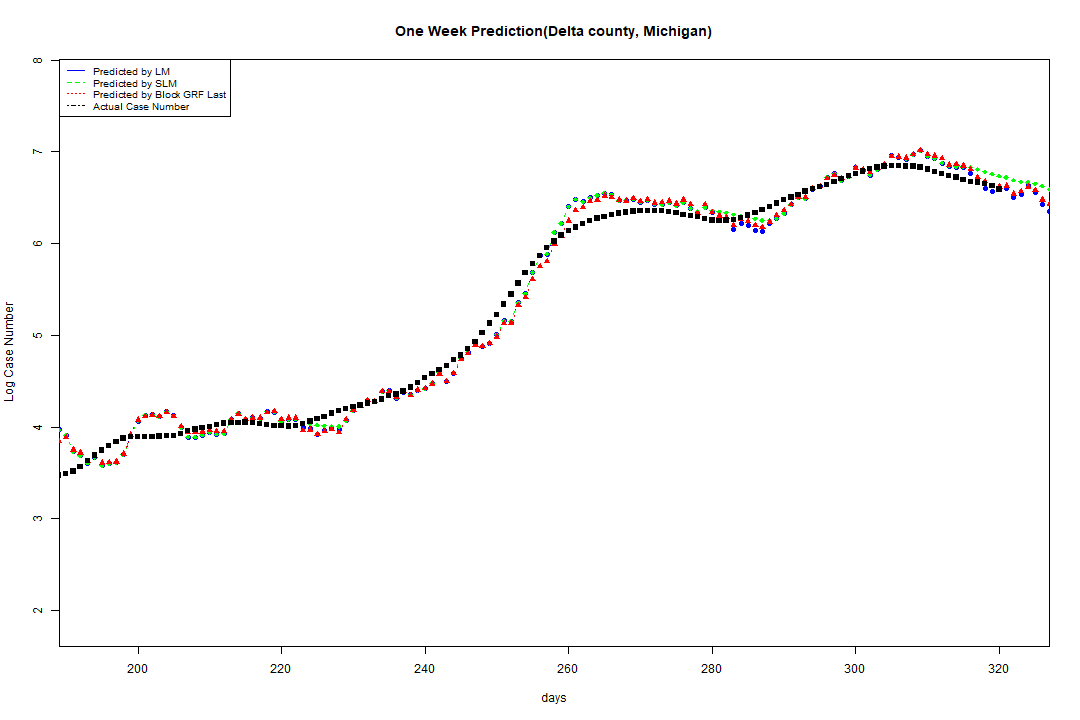 One Week Prediction(Delta county, Michigan)
Predicted by LM
Predicted by SLM
Predicted by Block GRF Last
Actual Case Number
8
7
6
5
4
3
2
Log Case Number
200 220 240 260 280 300 320
days